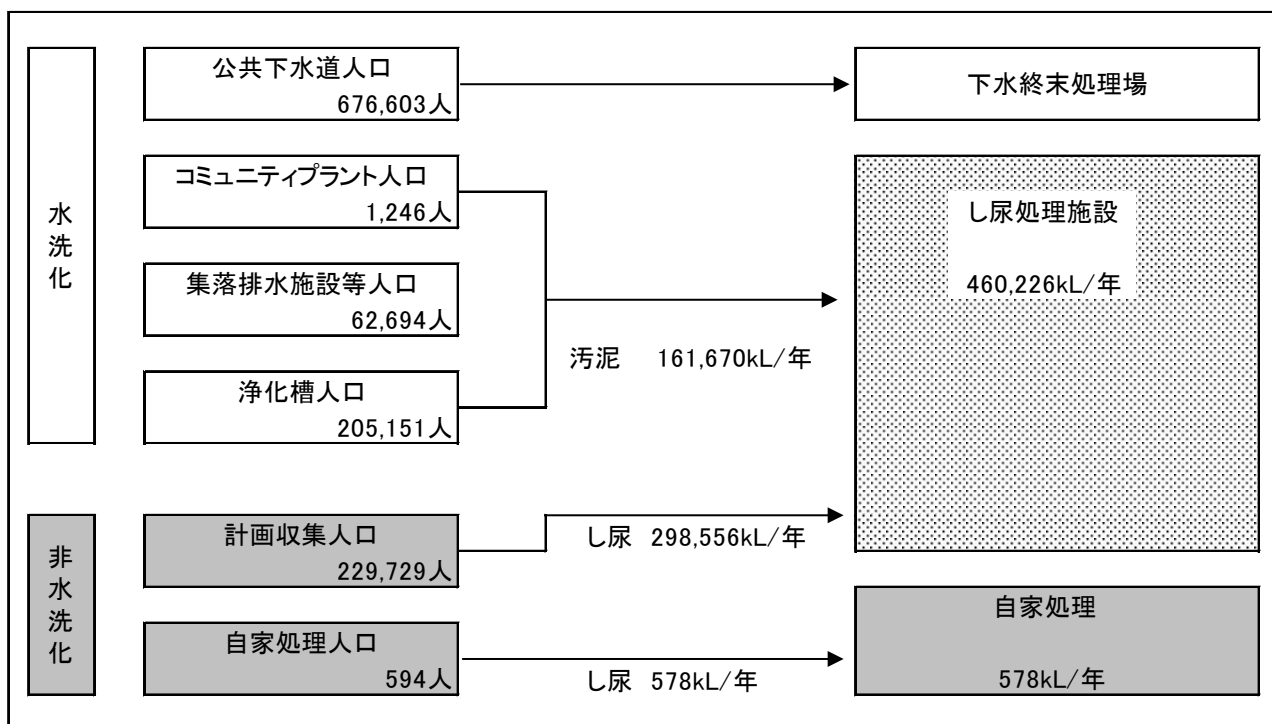 水洗化
公共下水道人口
676,603人
下水終末処理場
コミュニティプラント人口
1,246人
集落排水施設等人口
62,694人
浄化槽人口
205,151人
汚泥 161,670kL/年
し尿処理施設
460,226kL/年
非水洗化
計画収集人口
229,729人
し尿 298,556kL/年
自家処理人口
594人
し尿 578kL/年
自家処理
578kL/年